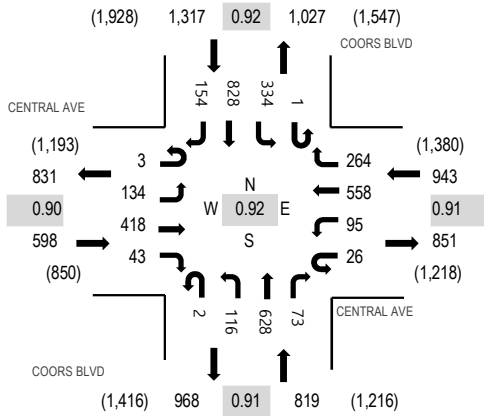 (1,928) 1,317 0.92 1,027 (1,547)
COORS BLVD
154 828 334 1
CENTRAL AVE
(1,193) (1,380)
831 3 264 943
134 N 558
0.90 W 0.92 E 0.91
418 S 95
598 43 26 851
(850) (1,218)
2 116 628 73
CENTRAL AVE
COORS BLVD
(1,416) 968 0.91 819 (1,216)